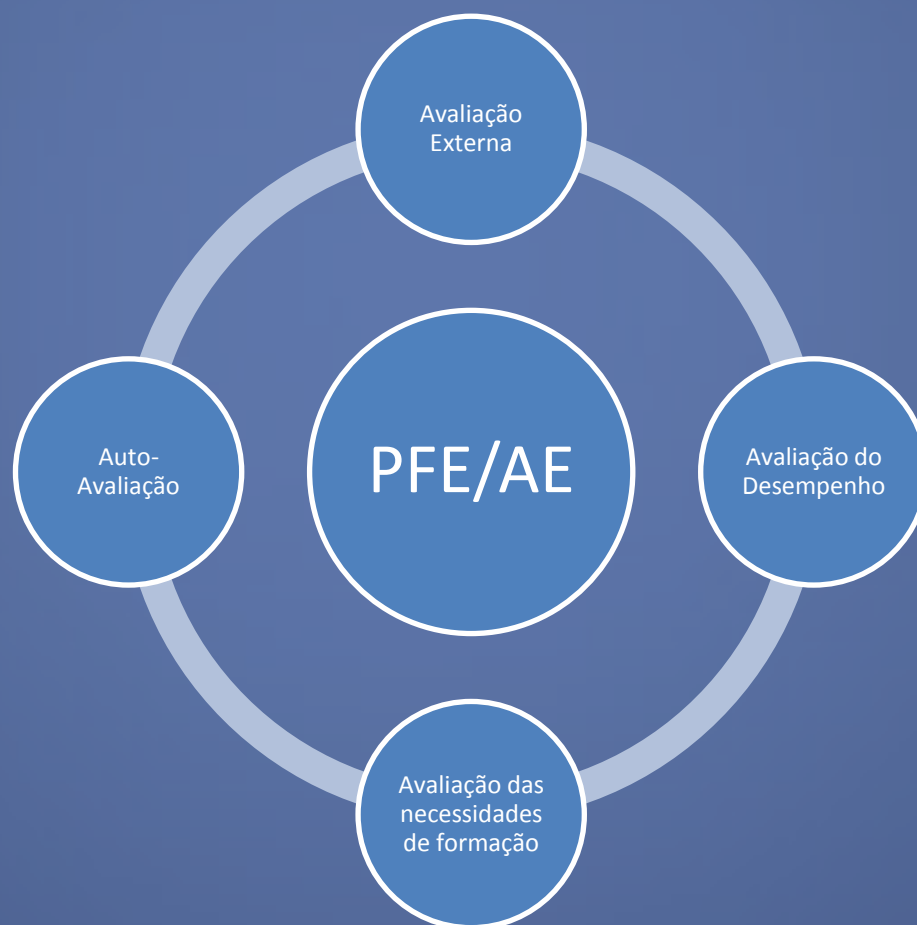 Avaliação
Externa
Auto-
Avaliação
PFE/AE
Avaliação do
Desempenho
Avaliação das
necessidades
de formação